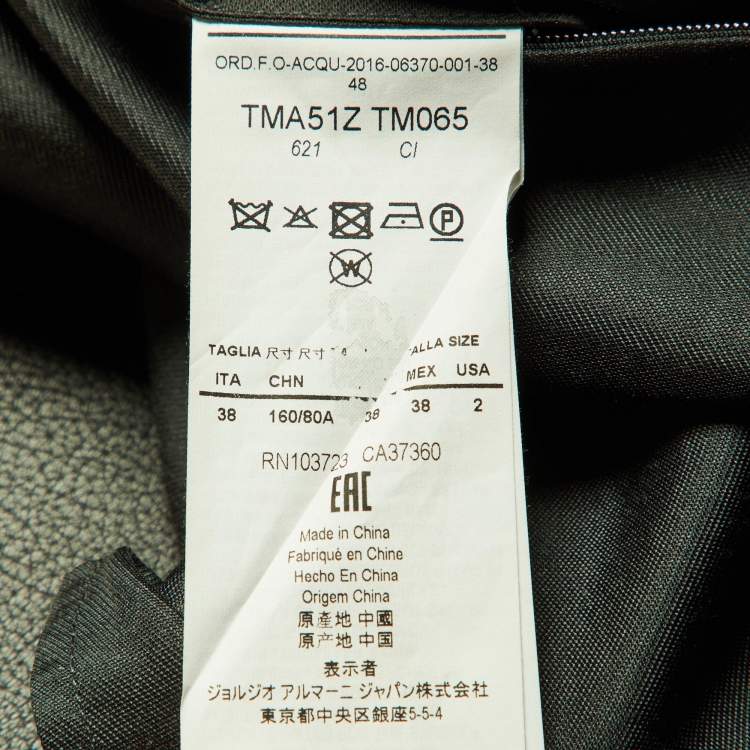 ORD.F.O-ACQU-2016-06370-001-38
48
TMA51Z TM065
621 CI
P
W
TAGLIA 尺寸 尺寸 SIZE
ITA CHN MEX USA
38 160/80A 38 38 2
RN103723 CA37360
EAC
Made in China
Fabriqué en Chine
Hecho En China
Origem China
原產地 中國
原产地 中国
表示者
ジョルジオ アルマーニ ジャパン株式会社
東京都中央区銀座5-5-4